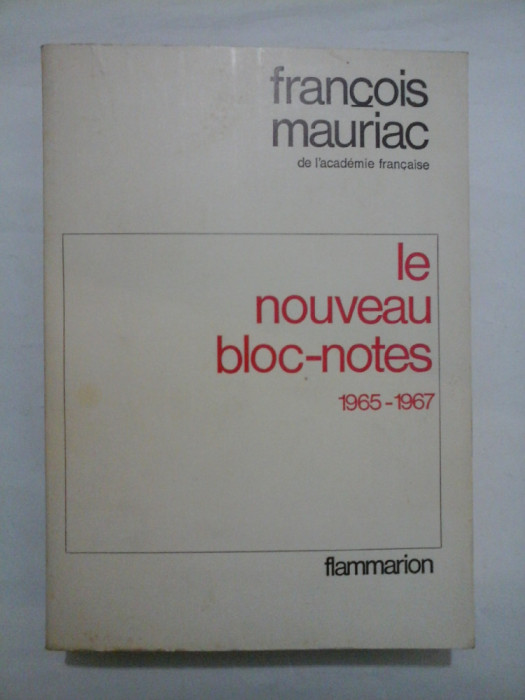 françois
mauriac
de l'académie française
le
nouveau
bloc-notes
1965-1967
flammarion